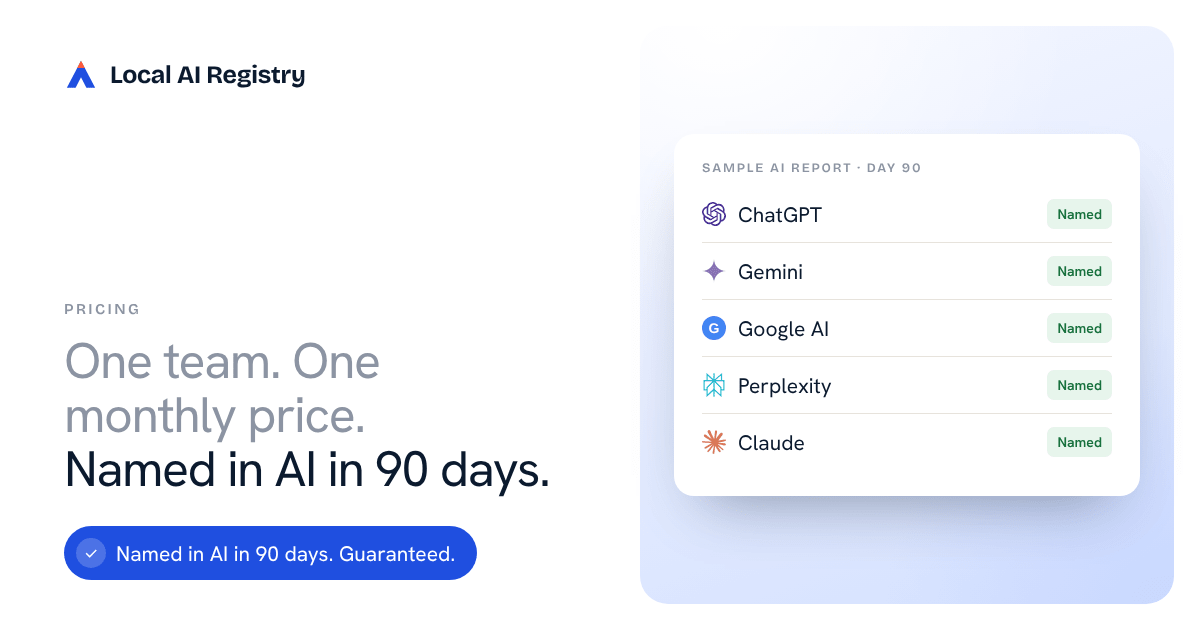 Local AI Registry
PRICING
One team. One
monthly price.
Named in AI in 90 days.
Named in AI in 90 days. Guaranteed.
SAMPLE AI REPORT · DAY 90
ChatGPT Named
Gemini Named
G Google AI Named
Perplexity Named
Claude Named